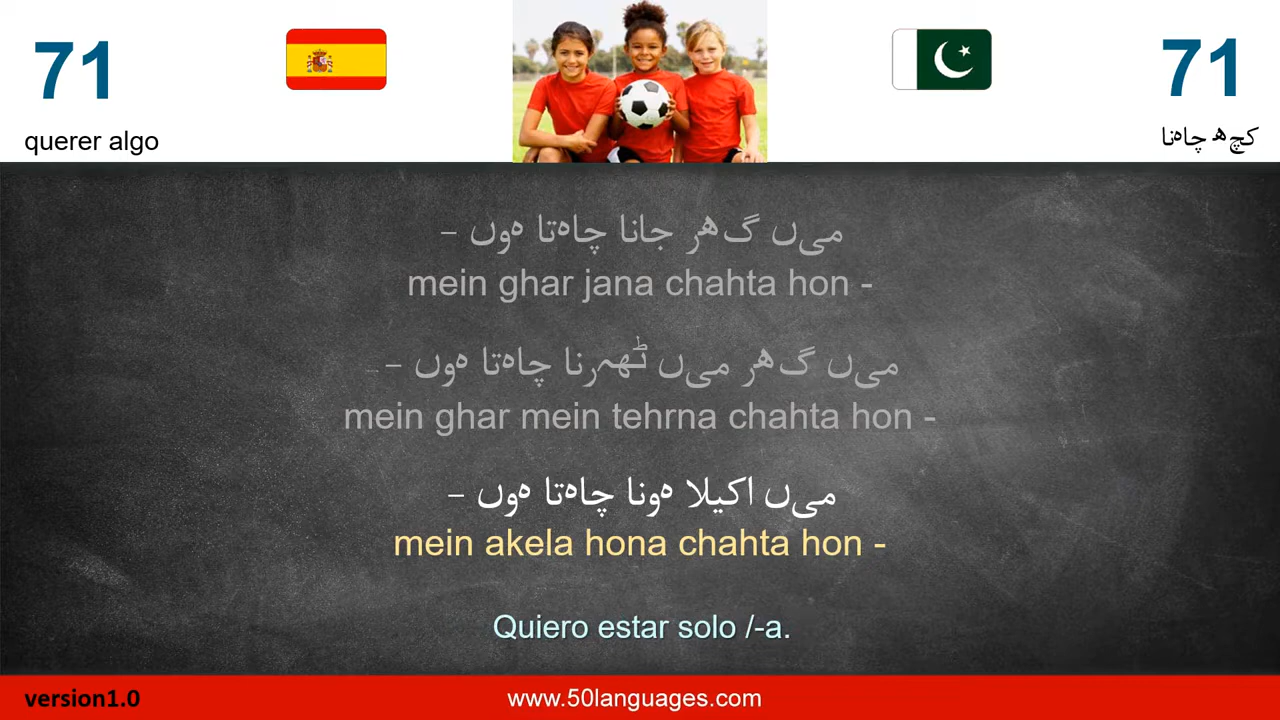 71
71
querer algo
کچھ چاہنا
میں گھر جانا چاہتا ہوں –
mein ghar jana chahta hon -
میں گھر میں ٹھہرنا چاہتا ہوں – –
mein ghar mein tehrna chahta hon -
میں اکیلا ہونا چاہتا ہوں –
mein akela hona chahta hon -
Quiero estar solo /-a.
version1.0
www.50languages.com